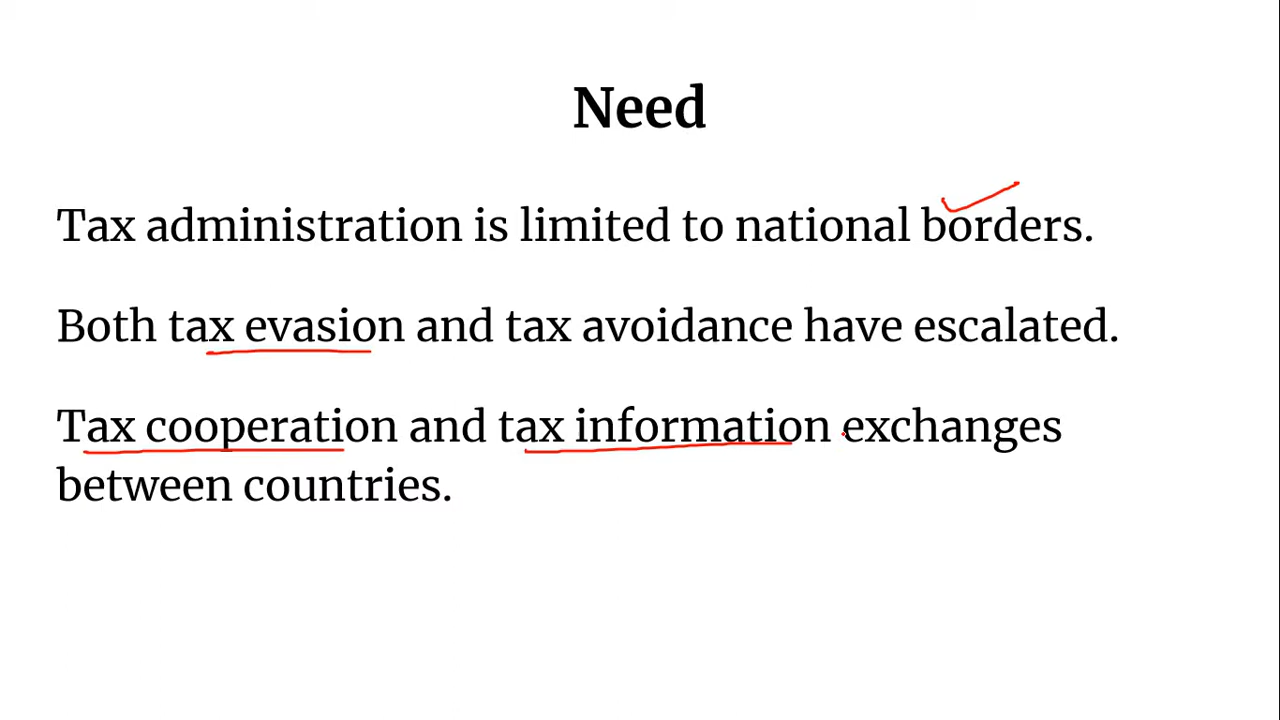 Need
Tax administration is limited to national borders.
Both tax evasion and tax avoidance have escalated.
Tax cooperation and tax information exchanges
between countries.